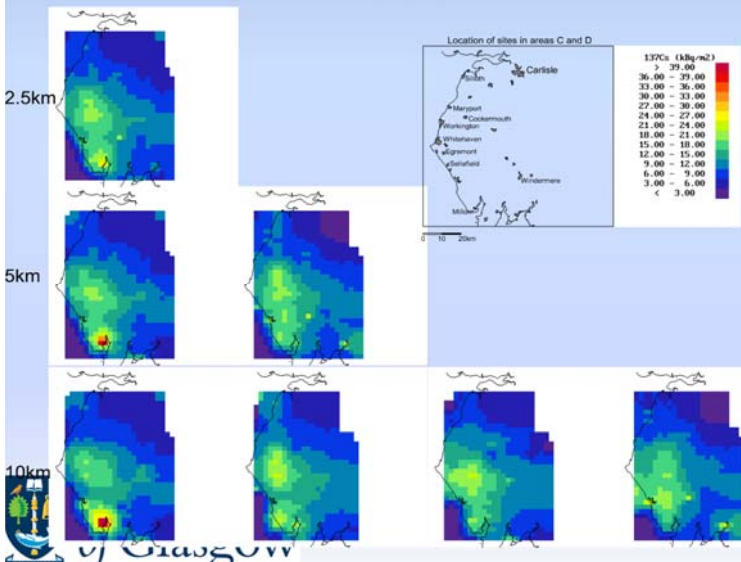 Location of sites in areas C and D
Carlisle
Silloth
Maryport
Cockermouth
Workington
Whitehaven
Egremont
Sellafield
Windermere
Millom
0 10 20km
137Cs (kBq/m2)
> 39.00
36.00 - 39.00
33.00 - 36.00
30.00 - 33.00
27.00 - 30.00
24.00 - 27.00
21.00 - 24.00
18.00 - 21.00
15.00 - 18.00
12.00 - 15.00
9.00 - 12.00
6.00 - 9.00
3.00 - 6.00
< 3.00
2.5km
5km
10km
of Glasgow